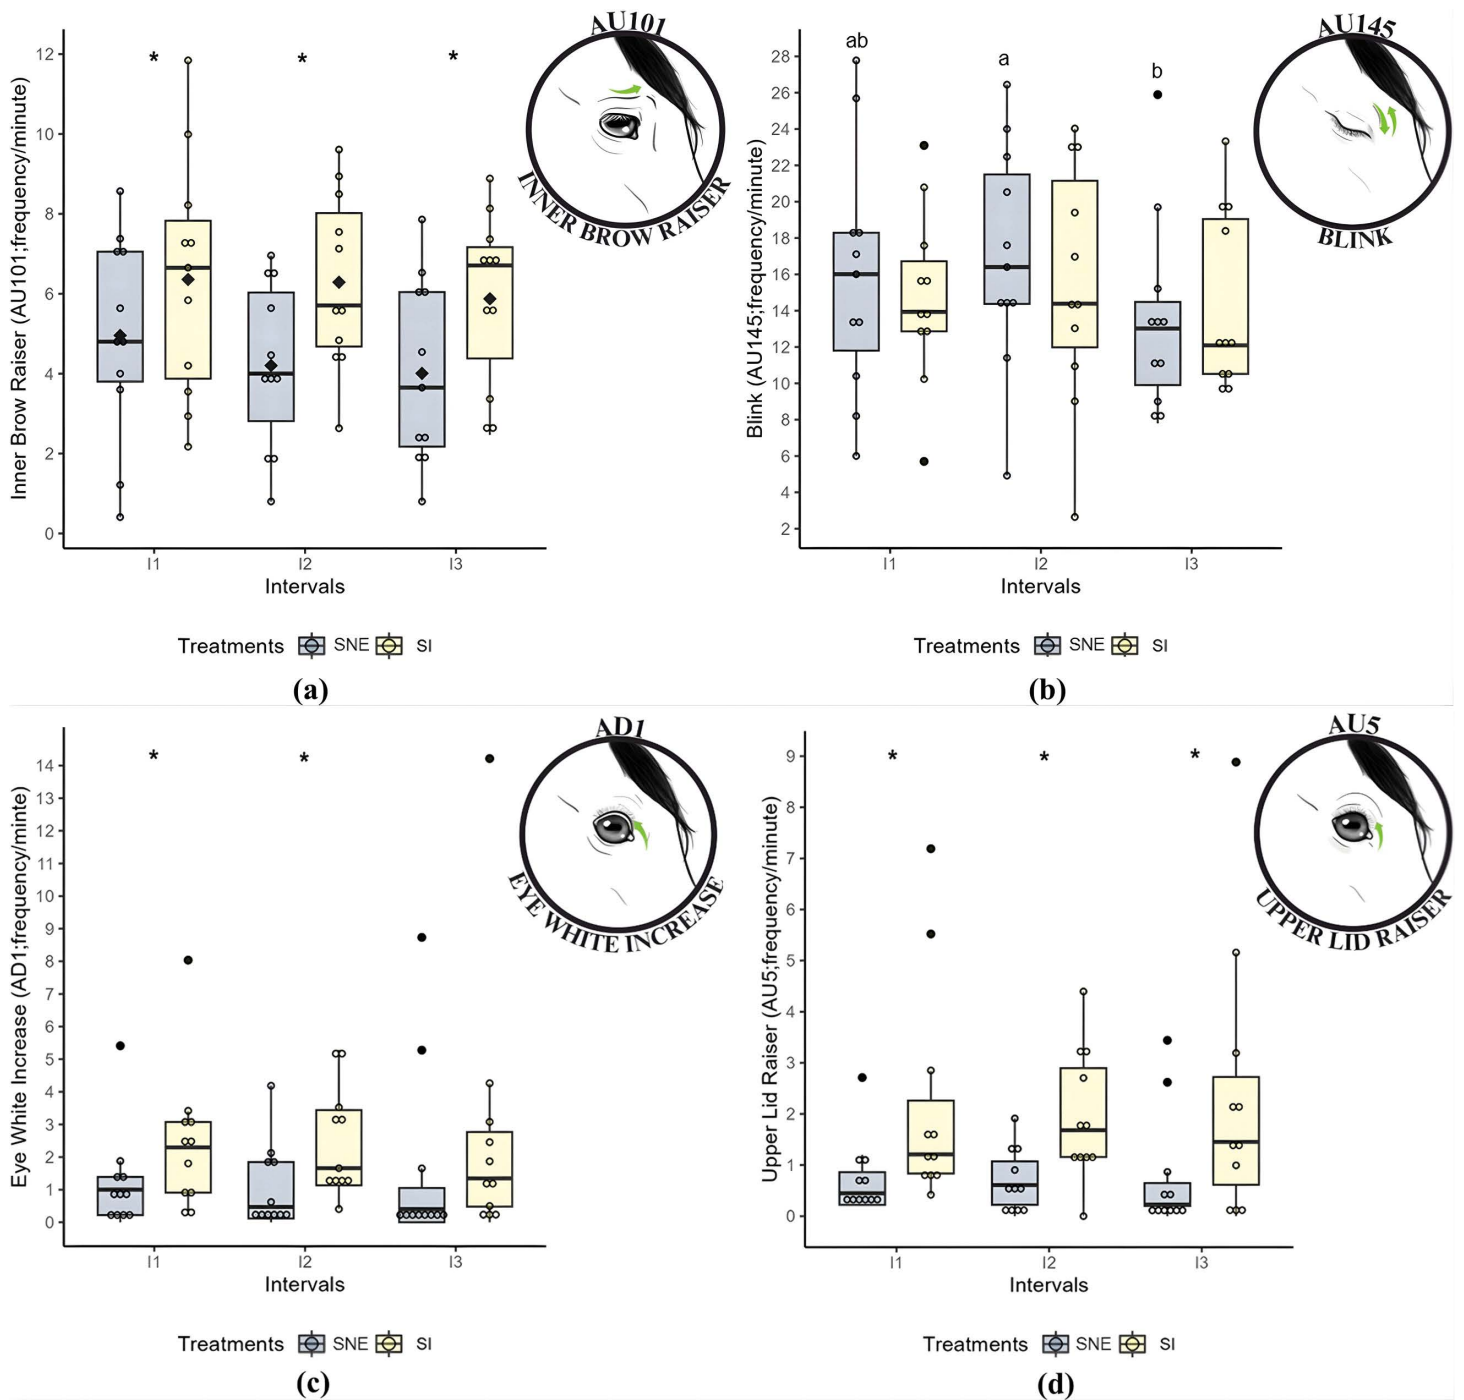 AU101
INNER BROW RAISER
* * *
12
10
8
6
4
2
0
Inner Brow Raiser (AU101;frequency/minute)
I1 I2 I3
Intervals
Treatments SNE SI
(a)
AU145
BLINK
ab a b
28
26
24
22
20
18
16
14
12
10
8
6
4
2
Blink (AU145;frequency/minute)
I1 I2 I3
Intervals
Treatments SNE SI
(b)
AD1
EYE WHITE INCREASE
* *
14
13
12
11
10
9
8
7
6
5
4
3
2
1
0
Eye White Increase (AD1;frequency/minte)
I1 I2 I3
Intervals
Treatments SNE SI
(c)
AU5
UPPER LID RAISER
* * *
9
8
7
6
5
4
3
2
1
0
Upper Lid Raiser (AU5;frequency/minute)
I1 I2 I3
Intervals
Treatments SNE SI
(d)